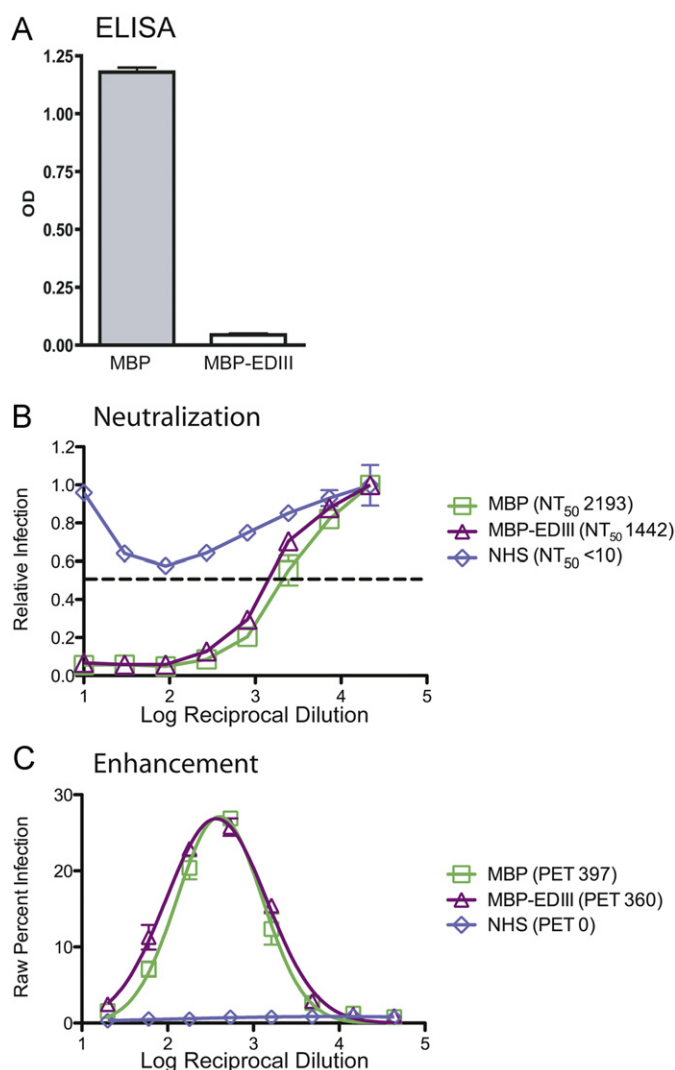 A ELISA
1.25
1.00
0.75
0.50
0.25
0.00
OD
MBP MBP-EDIII
B Neutralization
1.2
1.0
0.8
0.6
0.4
0.2
0.0
Relative Infection
1 2 3 4 5
Log Reciprocal Dilution
MBP (NT50 2193)
MBP-EDIII (NT50 1442)
NHS (NT50 <10)
C Enhancement
30
20
10
0
Raw Percent Infection
1 2 3 4 5
Log Reciprocal Dilution
MBP (PET 397)
MBP-EDIII (PET 360)
NHS (PET 0)